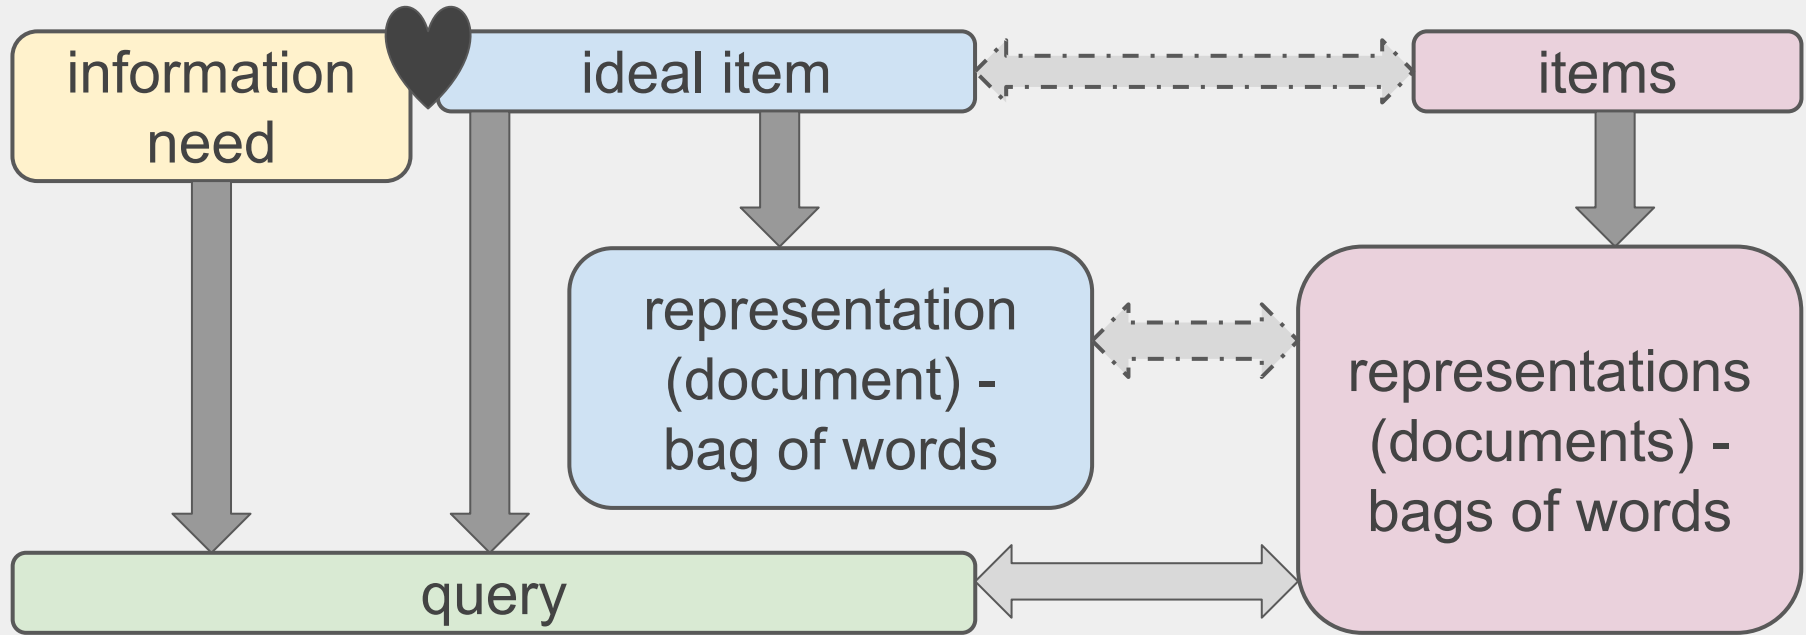 information
need
ideal item
items
representation
(document) -
bag of words
representations
(documents) -
bags of words
query